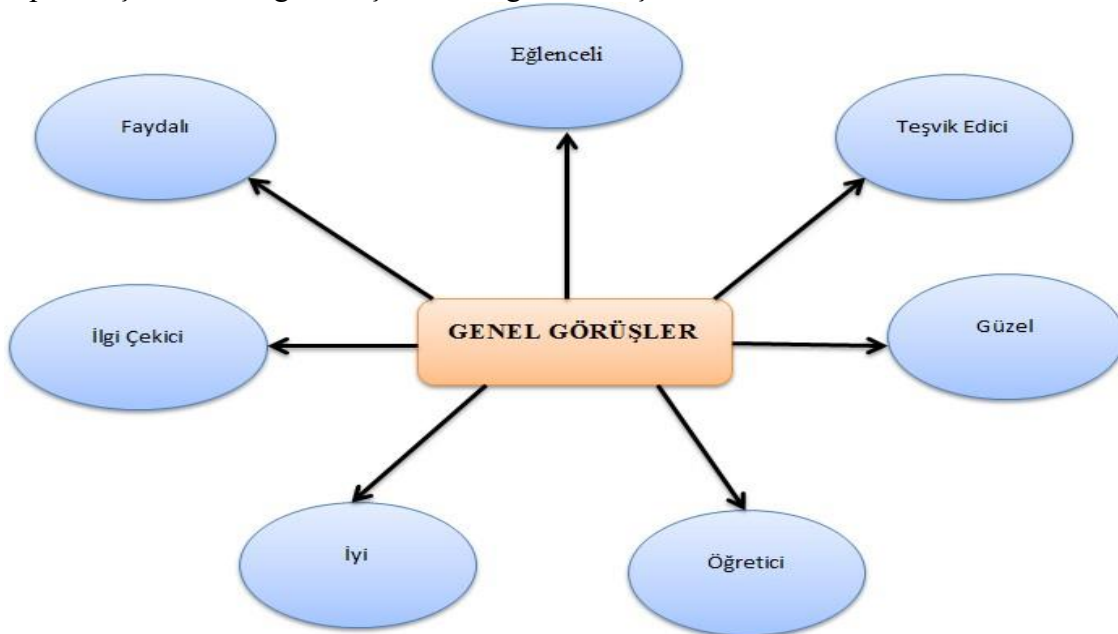 Eğlenceli
Faydalı
Teşvik Edici
İlgi Çekici
GENEL GÖRÜŞLER
Güzel
İyi
Öğretici